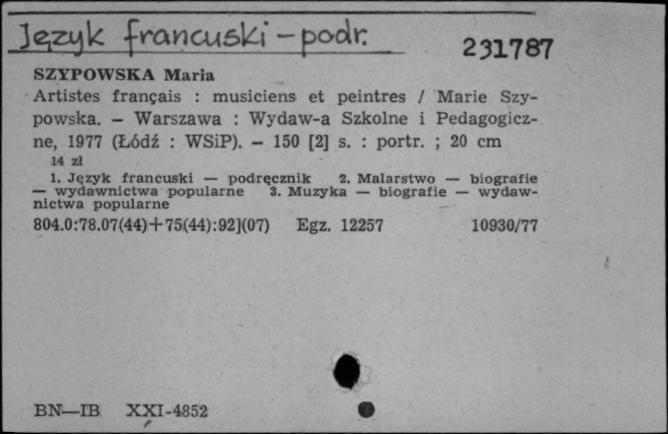 Język francuski – podr.
231787
SZYPOWSKA Maria
Artistes français : musiciens et peintres / Marie Szy-
powska. – Warszawa : Wydaw-a Szkolne i Pedagogicz-
ne, 1977 (Łódź : WSiP). – 150 [2] s. : portr. ; 20 cm
14 zł
1. Język francuski — podręcznik 2. Malarstwo — biografie
— wydawnictwa popularne 3. Muzyka — biografie — wydaw-
nictwa popularne
804.0:78.07(44)+75(44):92](07) Egz. 12257 10930/77
BN—IB XXI-4852